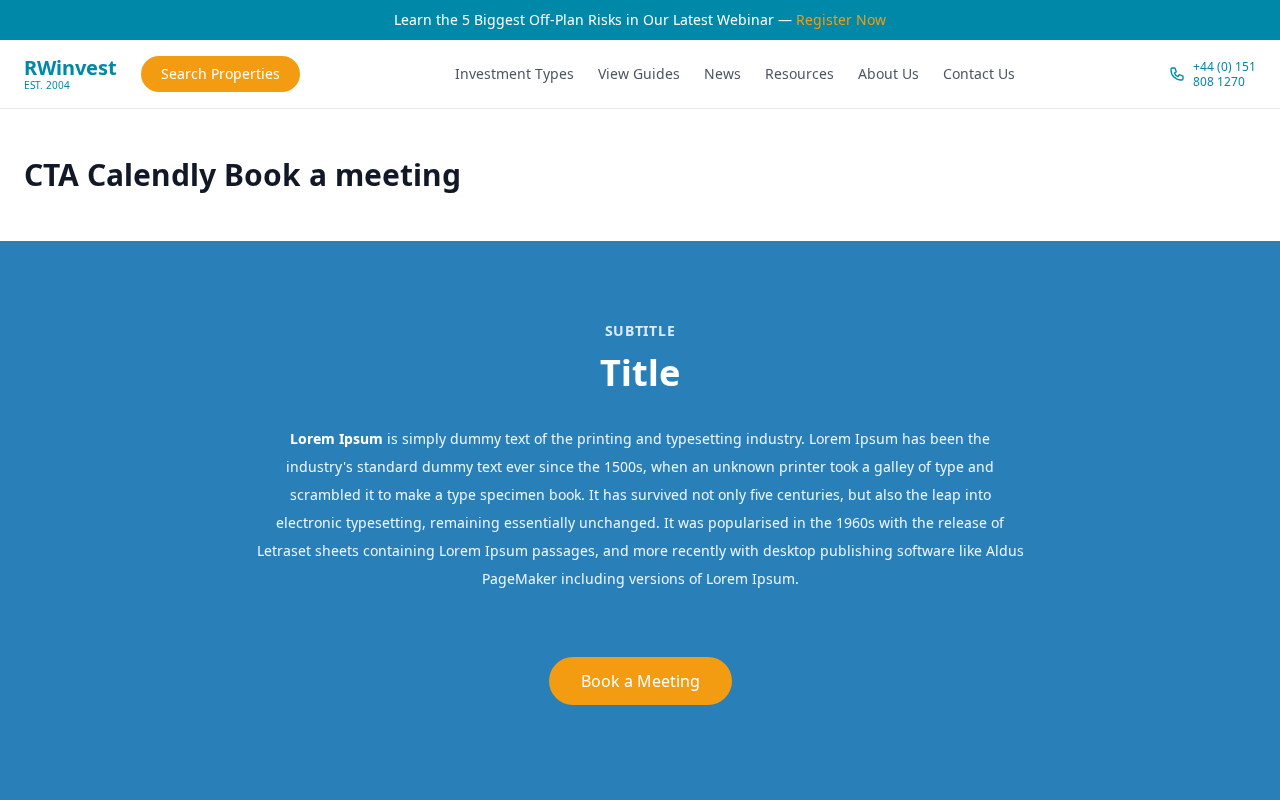 Learn the 5 Biggest Off-Plan Risks in Our Latest Webinar — Register Now
RWinvest
EST. 2004
Search Properties
Investment Types
View Guides
News
Resources
About Us
Contact Us
+44 (0) 151
808 1270
CTA Calendly Book a meeting
SUBTITLE
Title
Lorem Ipsum is simply dummy text of the printing and typesetting industry. Lorem Ipsum has been the
industry's standard dummy text ever since the 1500s, when an unknown printer took a galley of type and
scrambled it to make a type specimen book. It has survived not only five centuries, but also the leap into
electronic typesetting, remaining essentially unchanged. It was popularised in the 1960s with the release of
Letraset sheets containing Lorem Ipsum passages, and more recently with desktop publishing software like Aldus
PageMaker including versions of Lorem Ipsum.
Book a Meeting